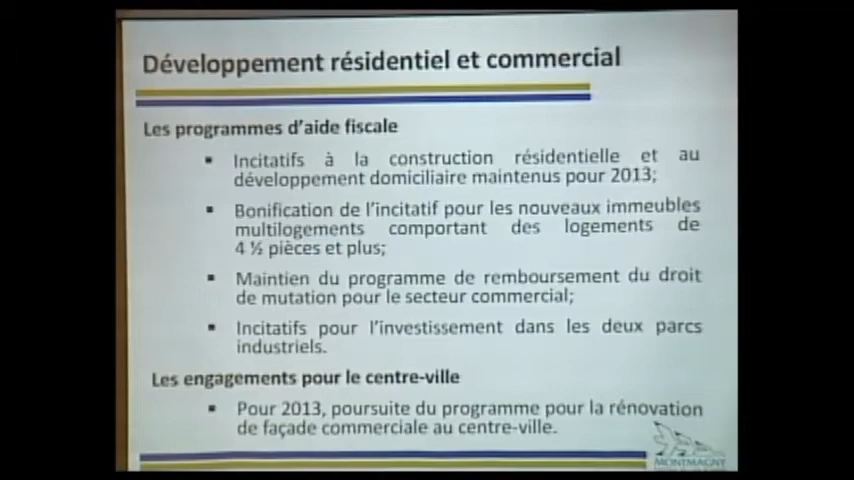 Développement résidentiel et commercial
Les programmes d'aide fiscale
▪ Incitatifs à la construction résidentielle et au
développement domiciliaire maintenus pour 2013;
▪ Bonification de l'incitatif pour les nouveaux immeubles
multilogements comportant des logements de
4 ½ pièces et plus;
▪ Maintien du programme de remboursement du droit
de mutation pour le secteur commercial;
▪ Incitatifs pour l'investissement dans les deux parcs
industriels.
Les engagements pour le centre-ville
▪ Pour 2013, poursuite du programme pour la rénovation
de façade commerciale au centre-ville.
MONTMAGNY